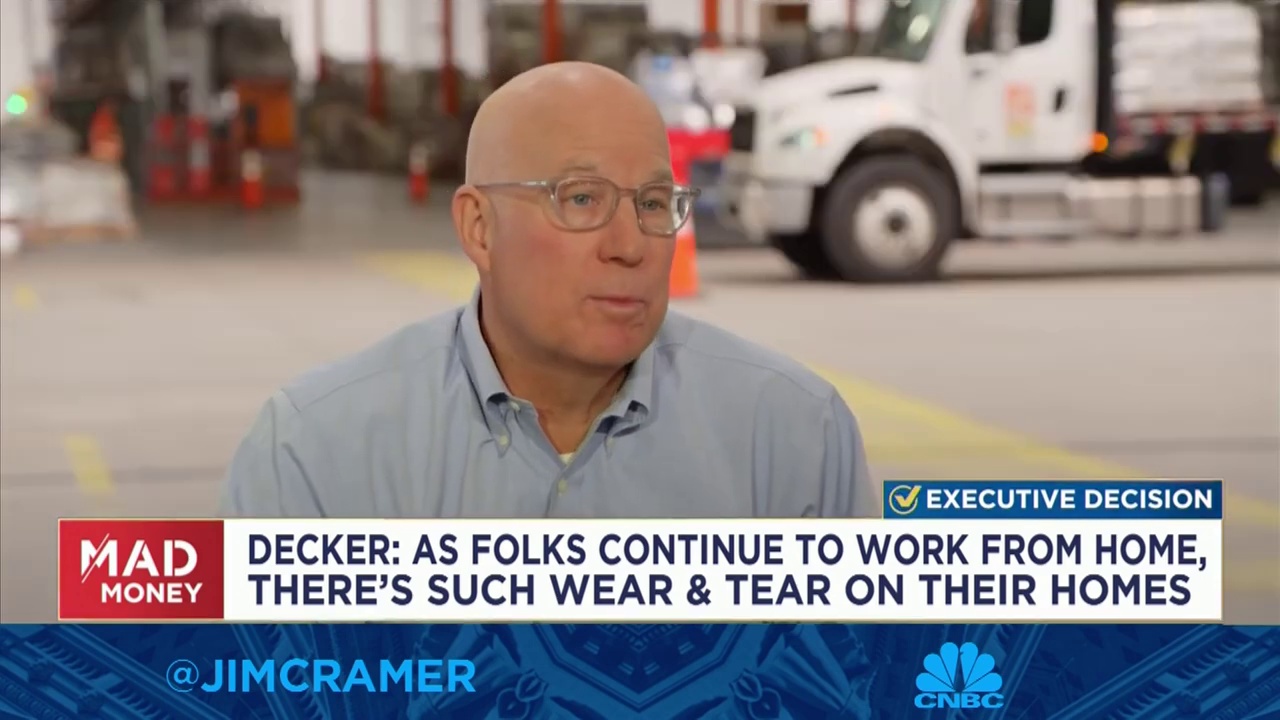 EXECUTIVE DECISION
MAD
MONEY
DECKER: AS FOLKS CONTINUE TO WORK FROM HOME,
THERE'S SUCH WEAR & TEAR ON THEIR HOMES
@JIMCRAMER
CNBC